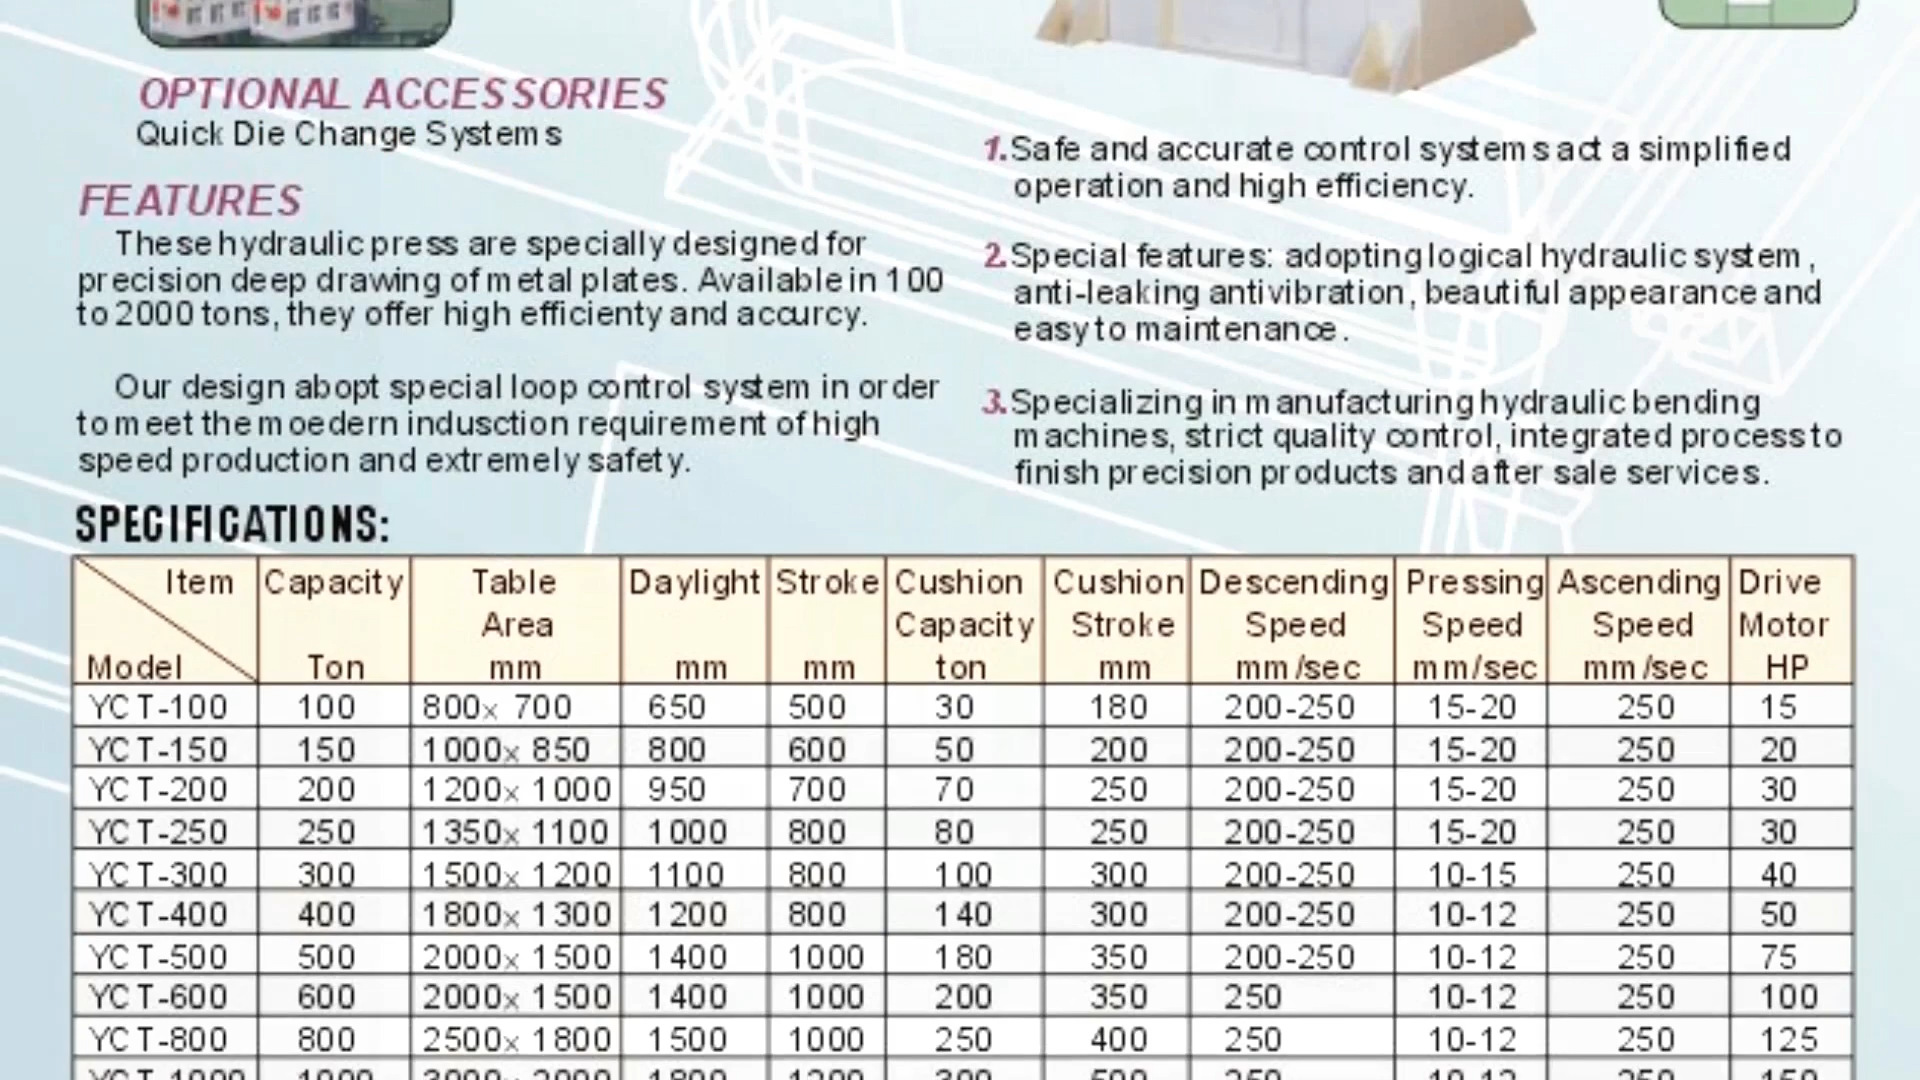 OPTIONAL ACCESSORIES
Quick Die Change Systems
FEATURES
These hydraulic press are specially designed for
precision deep drawing of metal plates. Available in 100
to 2000 tons, they offer high efficienty and accurcy.
Our design abopt special loop control system in order
to meet the moedern indusction requirement of high
speed production and extremely safety.
1.Safe and accurate control systems act a simplified
operation and high efficiency.
2.Special features: adopting logical hydraulic system,
anti-leaking antivibration, beautiful appearance and
easy to maintenance.
3.Specializing in manufacturing hydraulic bending
machines, strict quality control, integrated process to
finish precision products and after sale services.
SPECIFICATIONS:
Item Capacity Table Daylight Stroke Cushion Cushion Descending Pressing Ascending Drive
Area Capacity Stroke Speed Speed Speed Motor
Model Ton mm mm mm ton mm mm/sec mm/sec mm/sec HP
YCT-100 100 800x 700 650 500 30 180 200-250 15-20 250 15
YCT-150 150 1000x 850 800 600 50 200 200-250 15-20 250 20
YCT-200 200 1200x 1000 950 700 70 250 200-250 15-20 250 30
YCT-250 250 1350x 1100 1000 800 80 250 200-250 15-20 250 30
YCT-300 300 1500x 1200 1100 800 100 300 200-250 10-15 250 40
YCT-400 400 1800x 1300 1200 800 140 300 200-250 10-12 250 50
YCT-500 500 2000x 1500 1400 1000 180 350 200-250 10-12 250 75
YCT-600 600 2000x 1500 1400 1000 200 350 250 10-12 250 100
YCT-800 800 2500x 1800 1500 1000 250 400 250 10-12 250 125